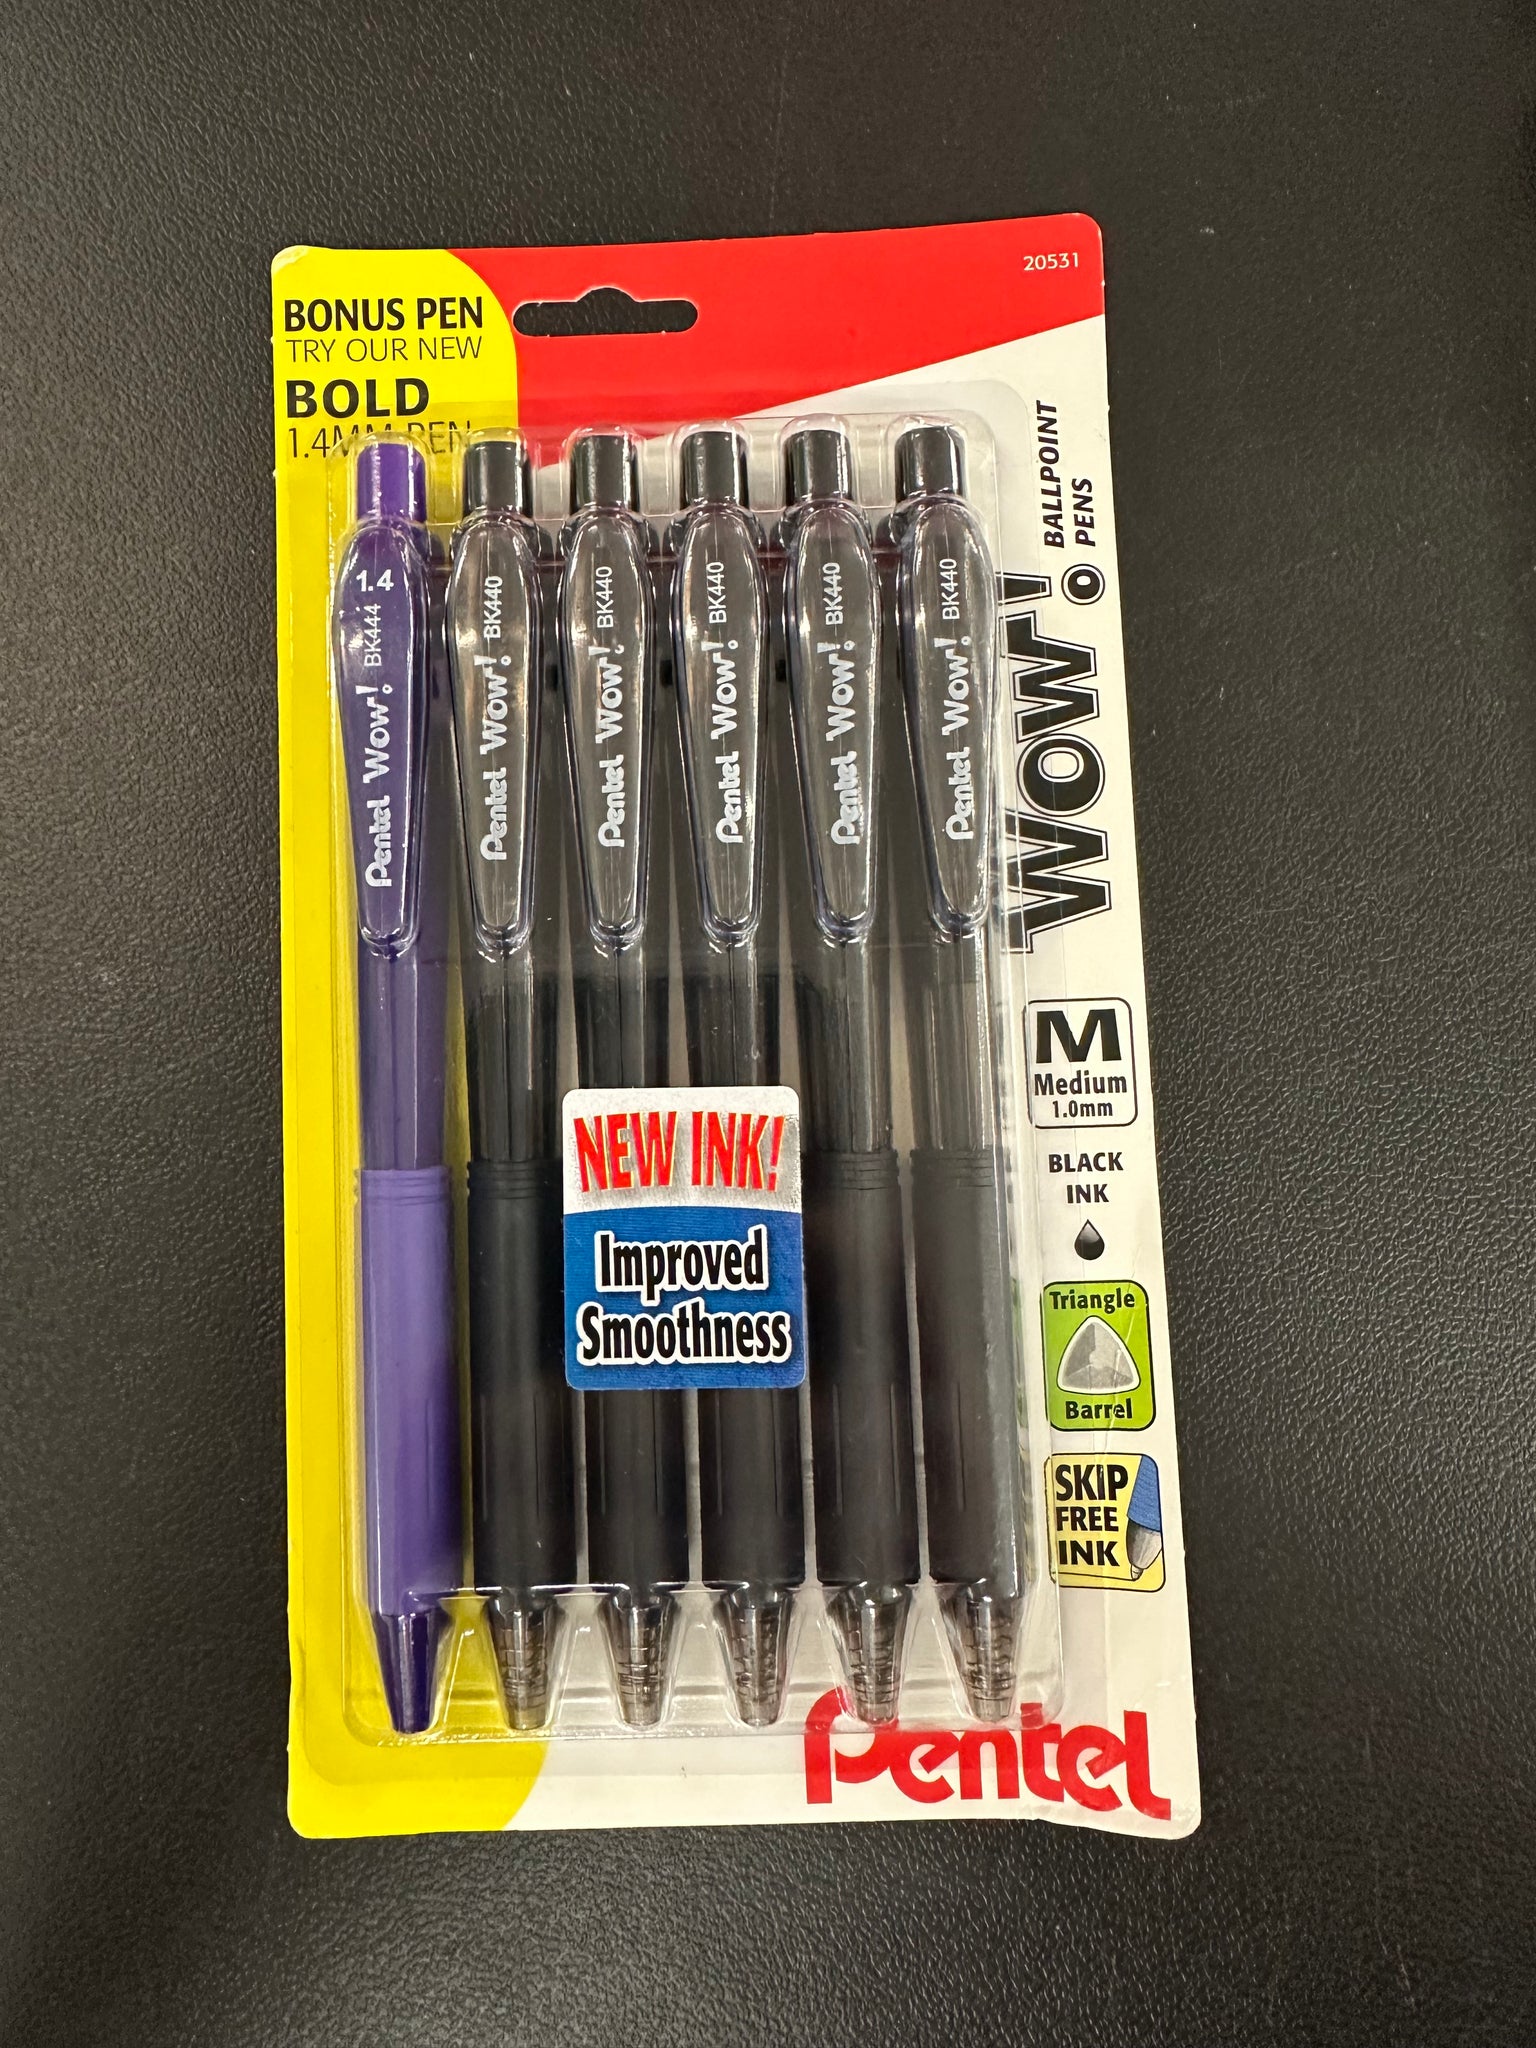 20531
BONUS PEN
TRY OUR NEW
BOLD
1.4MM PEN
BALLPOINT
PENS
Wow!
1.4
Pentel Wow! BK444
Pentel Wow! BK440
Pentel Wow! BK440
Pentel Wow! BK440
Pentel Wow! BK440
Pentel Wow! BK440
M
Medium
1.0mm
BLACK
INK
NEW INK!
Improved
Smoothness
Triangle
Barrel
SKIP
FREE
INK
Pentel